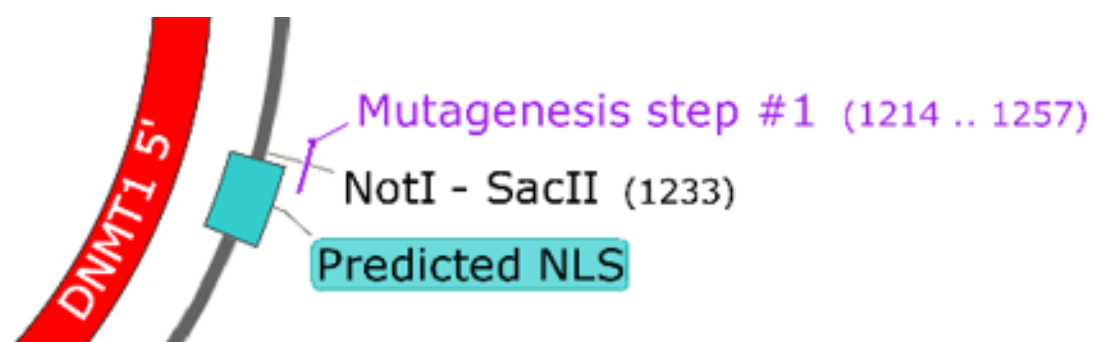 Mutagenesis step #1 (1214 .. 1257)
NotI - SacII (1233)
Predicted NLS
DNMT1 5'